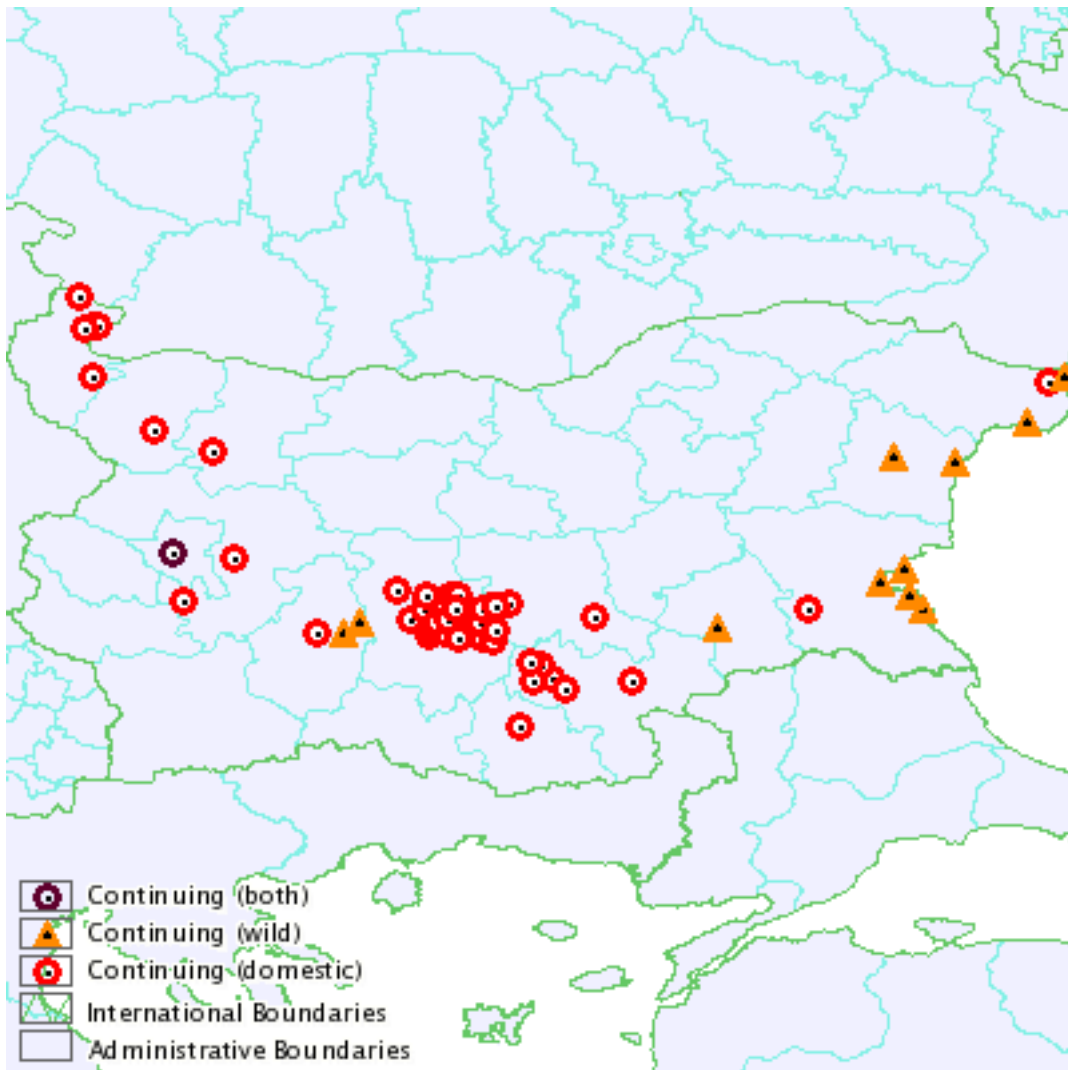 Continuing (both)
Continuing (wild)
Continuing (domestic)
International Boundaries
Administrative Boundaries